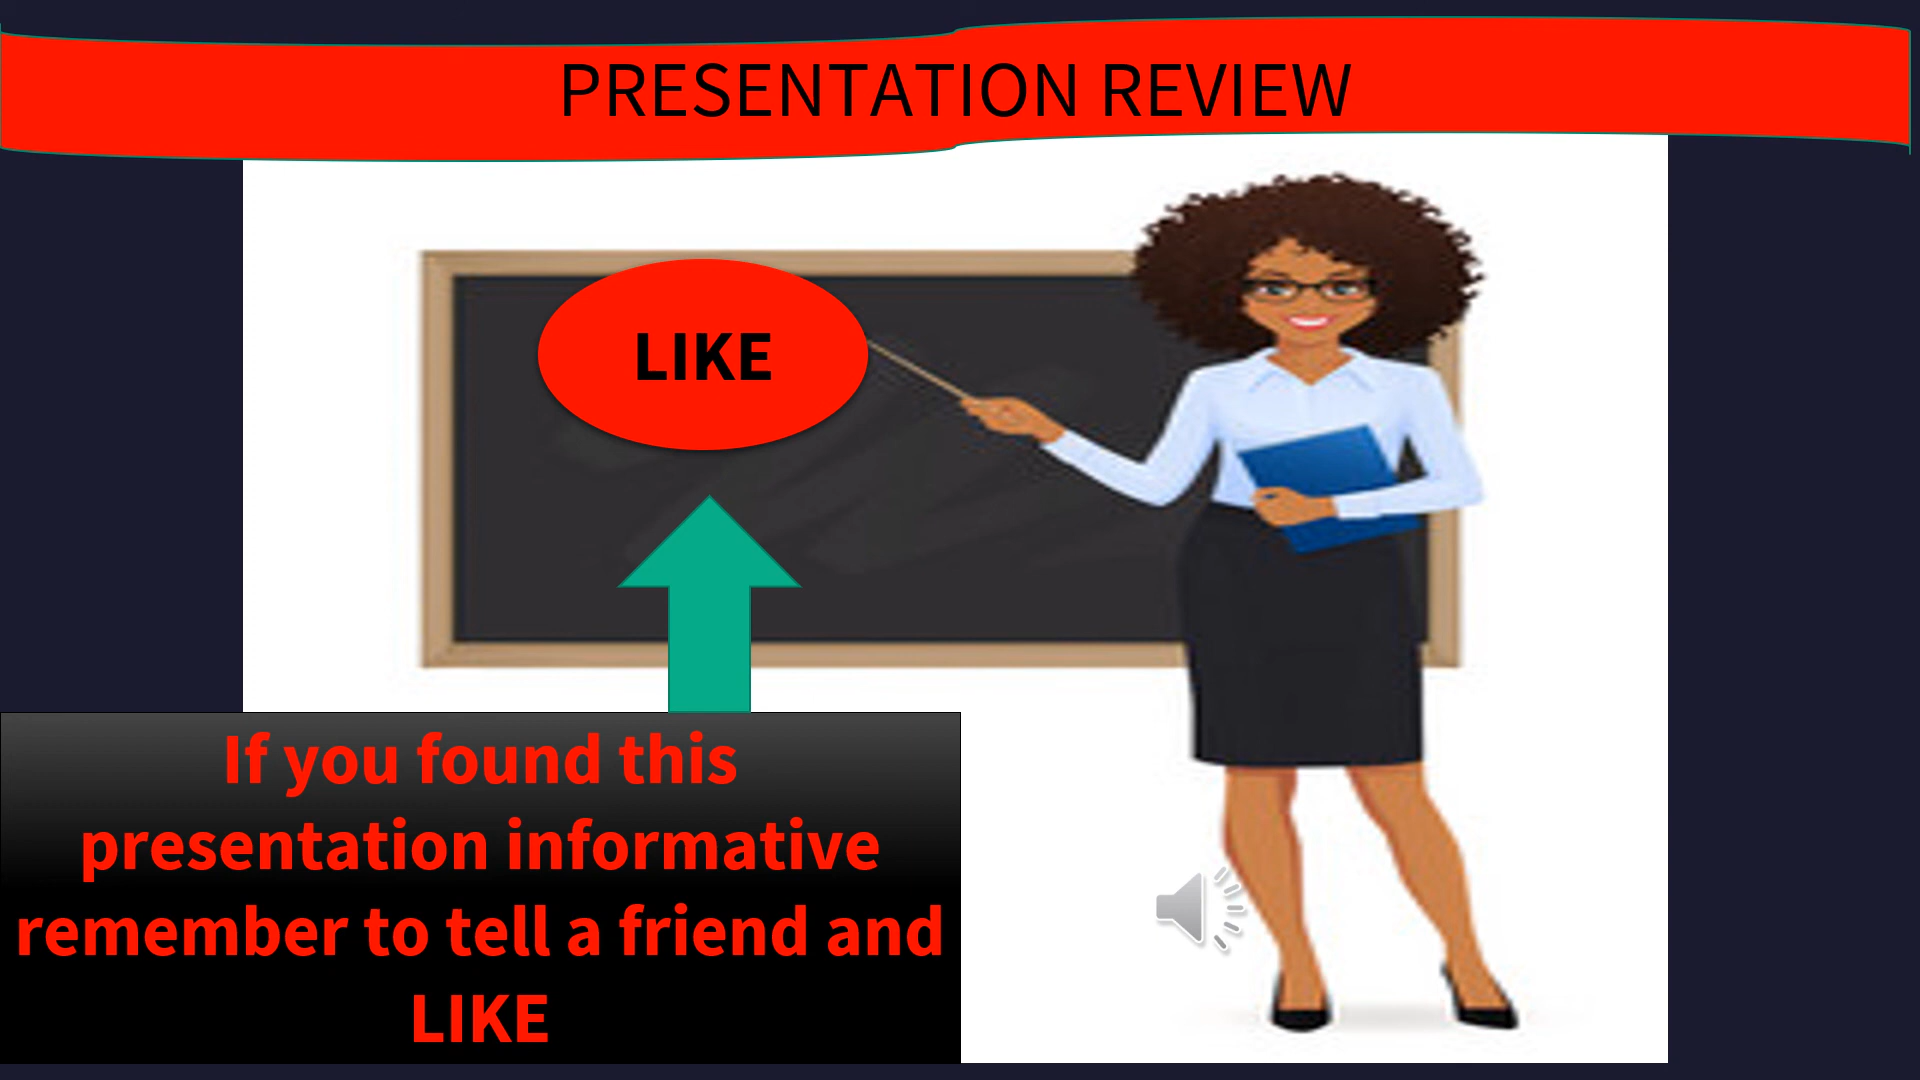 PRESENTATION REVIEW
LIKE
If you found this
presentation informative
remember to tell a friend and
LIKE